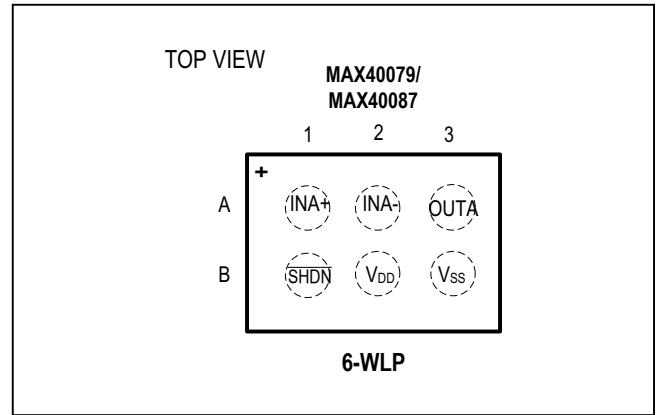 TOP VIEW
MAX40079/
MAX40087
1 2 3
+
A INA+ INA- OUTA
B SHDN VDD VSS
6-WLP